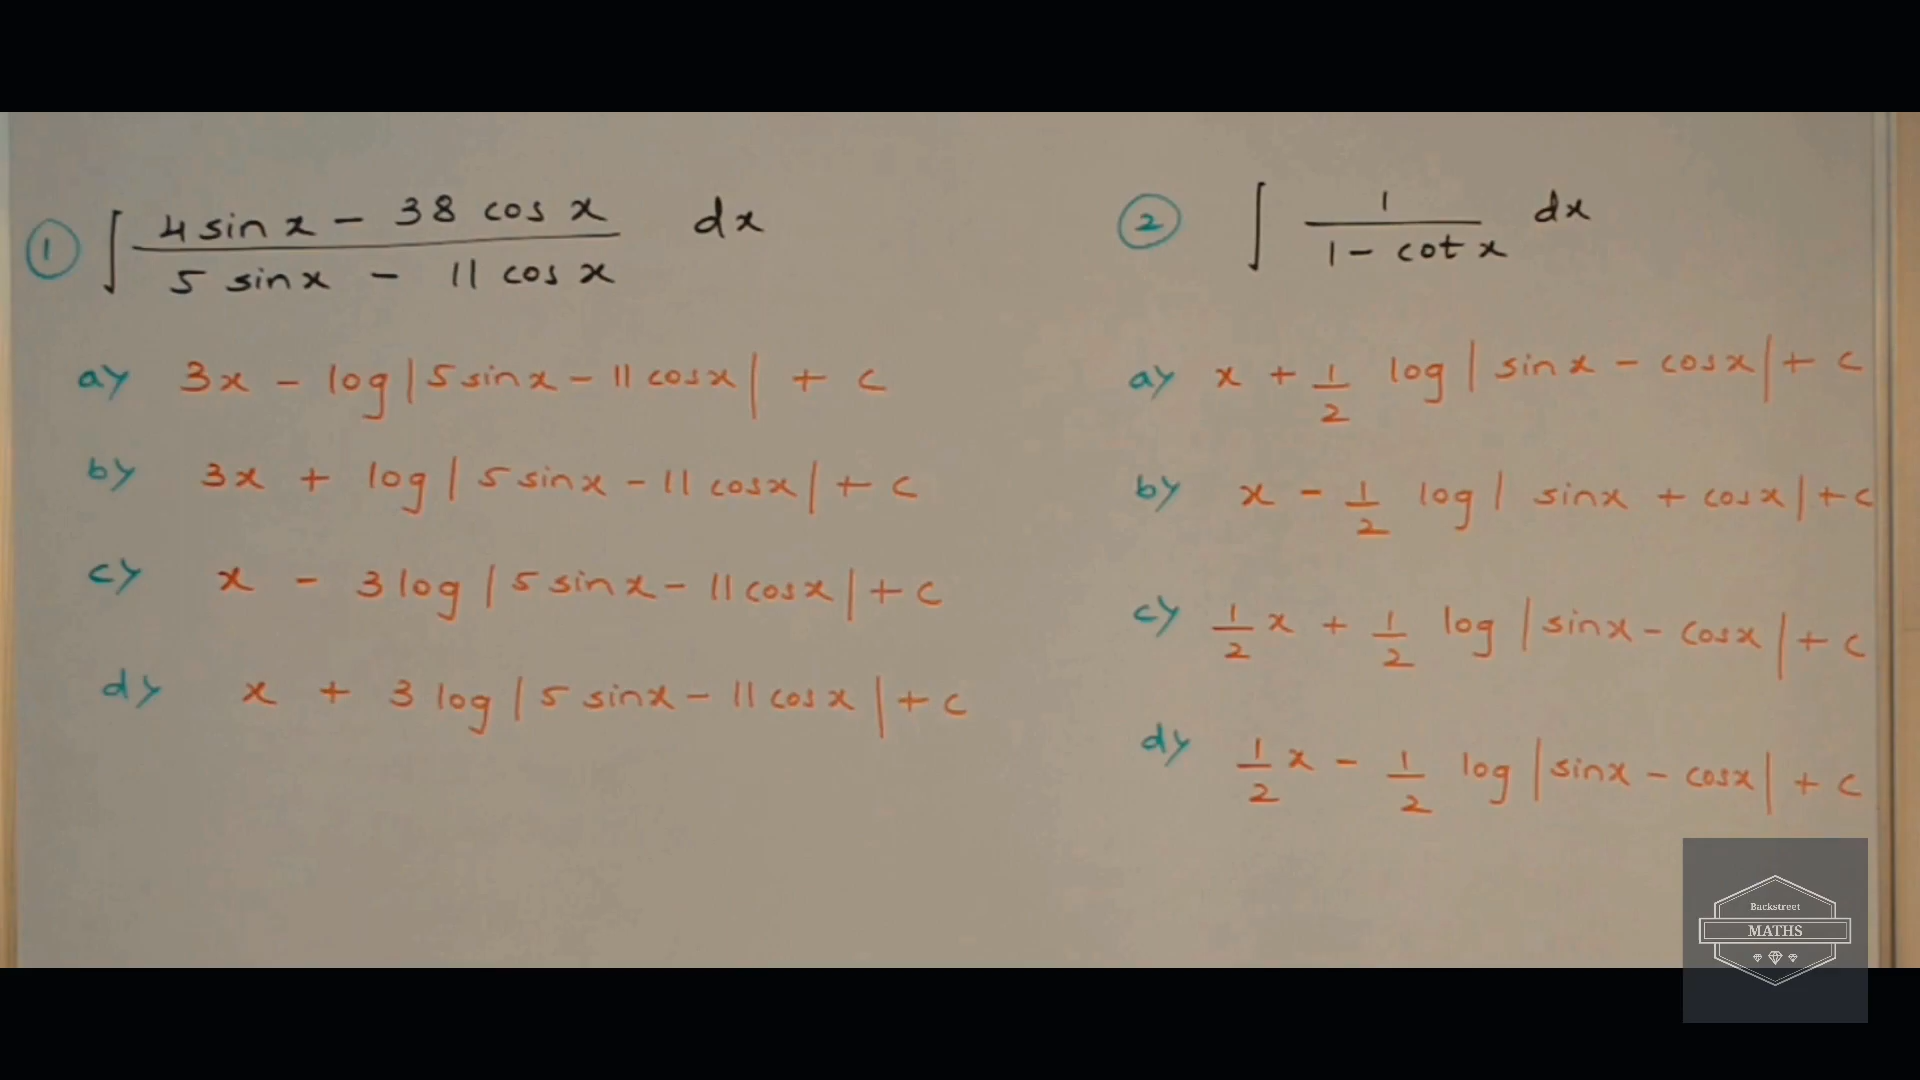 ① ∫ (4 sin x - 38 cos x)/(5 sin x - 11 cos x) dx
a) 3x - log|5 sin x - 11 cos x| + c
b) 3x + log|5 sin x - 11 cos x| + c
c) x - 3 log|5 sin x - 11 cos x| + c
d) x + 3 log|5 sin x - 11 cos x| + c
② ∫ 1/(1 - cot x) dx
a) x + 1/2 log|sin x - cos x| + c
b) x - 1/2 log|sin x + cos x| + c
c) 1/2 x + 1/2 log|sin x - cos x| + c
d) 1/2 x - 1/2 log|sin x - cos x| + c
Backstreet
MATHS